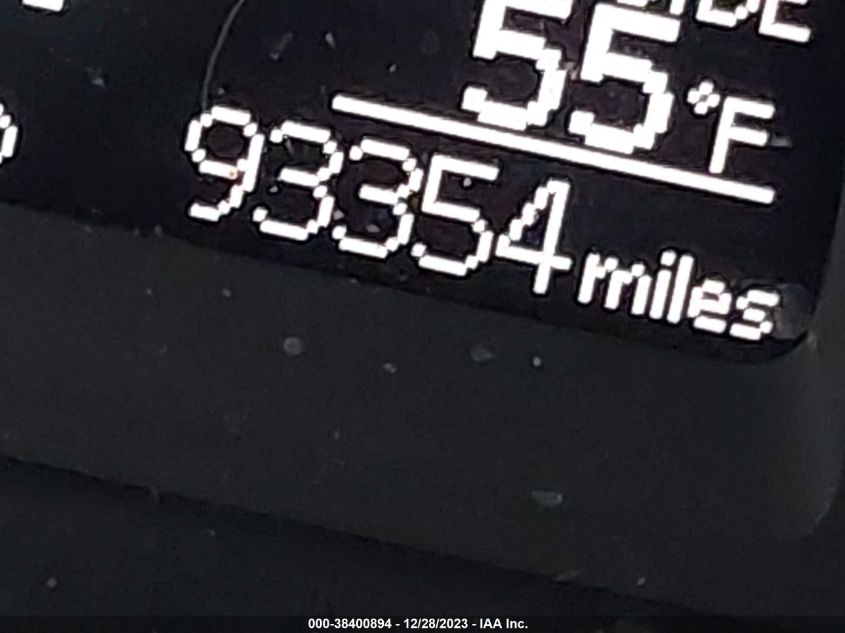 55°F
93354 miles
000-38400894 - 12/28/2023 - IAA Inc.